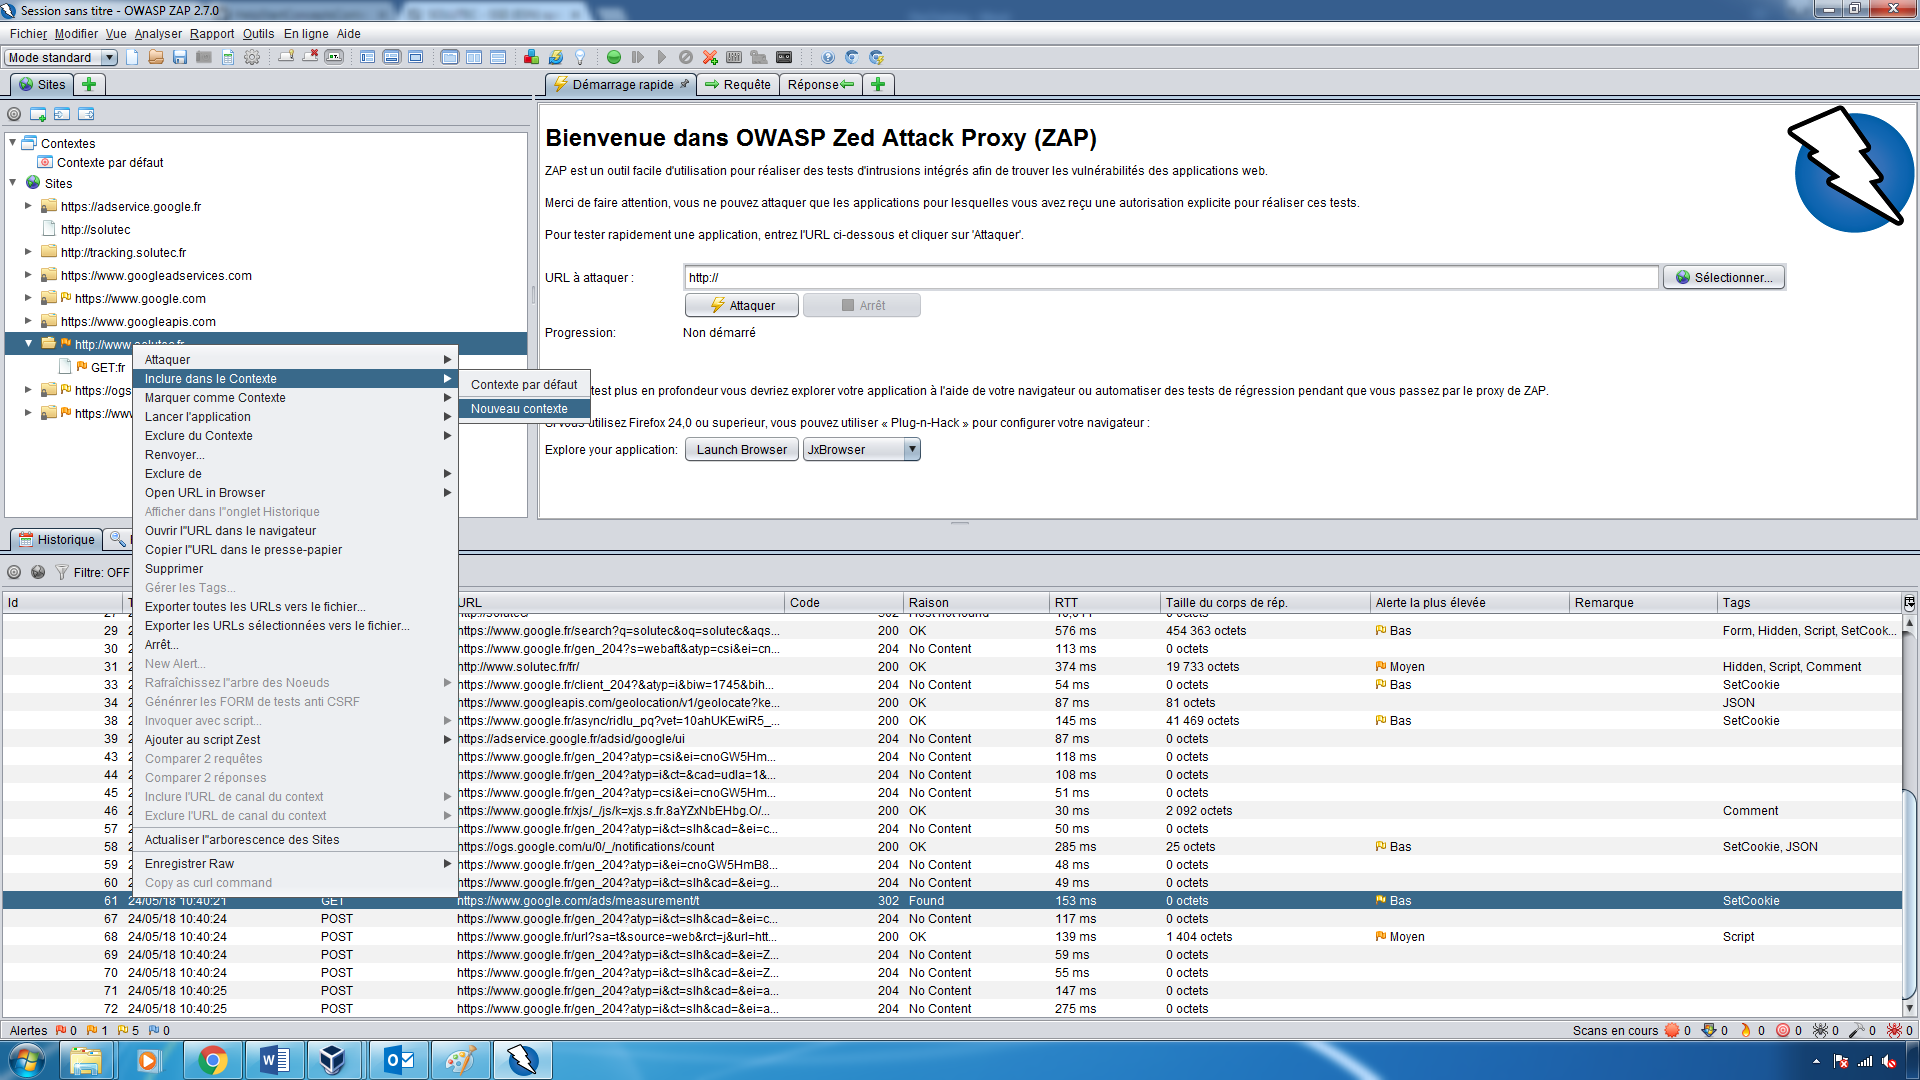 Session sans titre - OWASP ZAP 2.7.0
Fichier Modifier Vue Analyser Rapport Outils En ligne Aide
Mode standard
Sites
Démarrage rapide Requête Réponse
Contextes
Contexte par défaut
Sites
https://adservice.google.fr
http://solutec
http://tracking.solutec.fr
https://www.googleadservices.com
https://www.google.com
https://www.googleapis.com
http://www.solutec.fr
GET:fr
https://ogs
https://ww
Bienvenue dans OWASP Zed Attack Proxy (ZAP)
ZAP est un outil facile d'utilisation pour réaliser des tests d'intrusions intégrés afin de trouver les vulnérabilités des applications web.
Merci de faire attention, vous ne pouvez attaquer que les applications pour lesquelles vous avez reçu une autorisation explicite pour réaliser ces tests.
Pour tester rapidement une application, entrez l'URL ci-dessous et cliquer sur 'Attaquer'.
URL à attaquer : http:// Sélectionner...
Attaquer Arrêt
Progression: Non démarré
test plus en profondeur vous devriez explorer votre application à l'aide de votre navigateur ou automatiser des tests de régression pendant que vous passez par le proxy de ZAP.
utilisez Firefox 24,0 ou superieur, vous pouvez utiliser « Plug-n-Hack » pour configurer votre navigateur :
Explore your application: Launch Browser JxBrowser
Attaquer
Inclure dans le Contexte
Marquer comme Contexte
Lancer l'application
Exclure du Contexte
Renvoyer...
Exclure de
Open URL in Browser
Afficher dans l"onglet Historique
Ouvrir l"URL dans le navigateur
Copier l"URL dans le presse-papier
Supprimer
Gérer les Tags...
Exporter toutes les URLs vers le fichier...
Exporter les URLs sélectionnées vers le fichier...
Arrêt...
New Alert...
Rafraîchissez l"arbre des Noeuds
Génénrer les FORM de tests anti CSRF
Invoquer avec script...
Ajouter au script Zest
Comparer 2 requêtes
Comparer 2 réponses
Inclure l'URL de canal du context
Exclure l'URL de canal du context
Actualiser l"arborescence des Sites
Enregistrer Raw
Copy as curl command
Contexte par défaut
Nouveau contexte
Historique
Filtre: OFF
Id URL Code Raison RTT Taille du corps de rép. Alerte la plus élevée Remarque Tags
29 https://www.google.fr/search?q=solutec&oq=solutec&aqs... 200 OK 576 ms 454 363 octets Bas Form, Hidden, Script, SetCook...
30 https://www.google.fr/gen_204?s=webaft&atyp=csi&ei=cn... 204 No Content 113 ms 0 octets
31 http://www.solutec.fr/fr/ 200 OK 374 ms 19 733 octets Moyen Hidden, Script, Comment
33 https://www.google.fr/client_204?&atyp=i&biw=1745&bih... 204 No Content 54 ms 0 octets Bas SetCookie
34 https://www.googleapis.com/geolocation/v1/geolocate?ke... 200 OK 87 ms 81 octets JSON
38 https://www.google.fr/async/ridlu_pq?vet=10ahUKEwiR5_... 200 OK 145 ms 41 469 octets Bas SetCookie
39 https://adservice.google.fr/adsid/google/ui 204 No Content 87 ms 0 octets
43 https://www.google.fr/gen_204?atyp=csi&ei=cnoGW5Hm... 204 No Content 118 ms 0 octets
44 https://www.google.fr/gen_204?atyp=i&ct=&cad=udla=1&... 204 No Content 108 ms 0 octets
45 https://www.google.fr/gen_204?atyp=csi&ei=cnoGW5Hm... 204 No Content 51 ms 0 octets
46 https://www.google.fr/xjs/_/js/k=xjs.s.fr.8aYZxNbEHbg.O/... 200 OK 30 ms 2 092 octets Comment
57 https://www.google.fr/gen_204?atyp=i&ct=slh&cad=&ei=c... 204 No Content 50 ms 0 octets
58 https://ogs.google.com/u/0/_/notifications/count 200 OK 285 ms 25 octets Bas SetCookie, JSON
59 https://www.google.fr/gen_204?atyp=i&ei=cnoGW5HmB8... 204 No Content 48 ms 0 octets
60 https://www.google.fr/gen_204?atyp=i&ct=slh&cad=&ei=g... 204 No Content 49 ms 0 octets
61 24/05/18 10:40:21 GET https://www.google.com/ads/measurement/t 302 Found 153 ms 0 octets Bas SetCookie
67 24/05/18 10:40:24 POST https://www.google.fr/gen_204?atyp=i&ct=slh&cad=&ei=c... 204 No Content 117 ms 0 octets
68 24/05/18 10:40:24 POST https://www.google.fr/url?sa=t&source=web&rct=j&url=htt... 200 OK 139 ms 1 404 octets Moyen Script
69 24/05/18 10:40:24 POST https://www.google.fr/gen_204?atyp=i&ct=slh&cad=&ei=Z... 204 No Content 59 ms 0 octets
70 24/05/18 10:40:24 POST https://www.google.fr/gen_204?atyp=i&ct=slh&cad=&ei=Z... 204 No Content 55 ms 0 octets
71 24/05/18 10:40:25 POST https://www.google.fr/gen_204?atyp=i&ct=slh&cad=&ei=a... 204 No Content 147 ms 0 octets
72 24/05/18 10:40:25 POST https://www.google.fr/gen_204?atyp=i&ct=slh&cad=&ei=a... 204 No Content 275 ms 0 octets
Alertes 0 1 5 0 Scans en cours 0 0 0 0 0 0 0